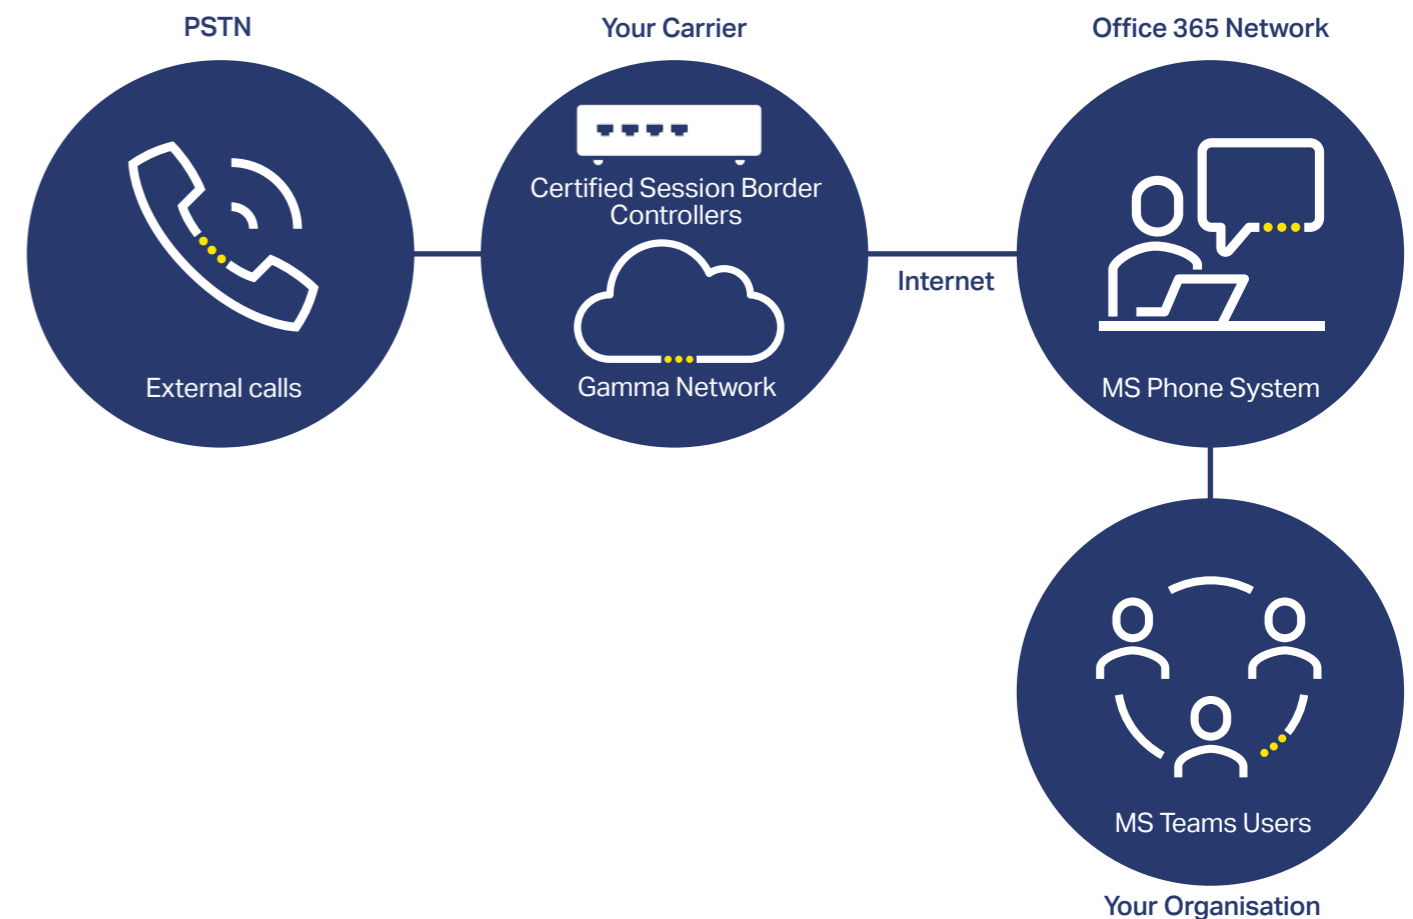 PSTN
Your Carrier
Office 365 Network
Certified Session Border
Controllers
Internet
External calls
Gamma Network
MS Phone System
MS Teams Users
Your Organisation